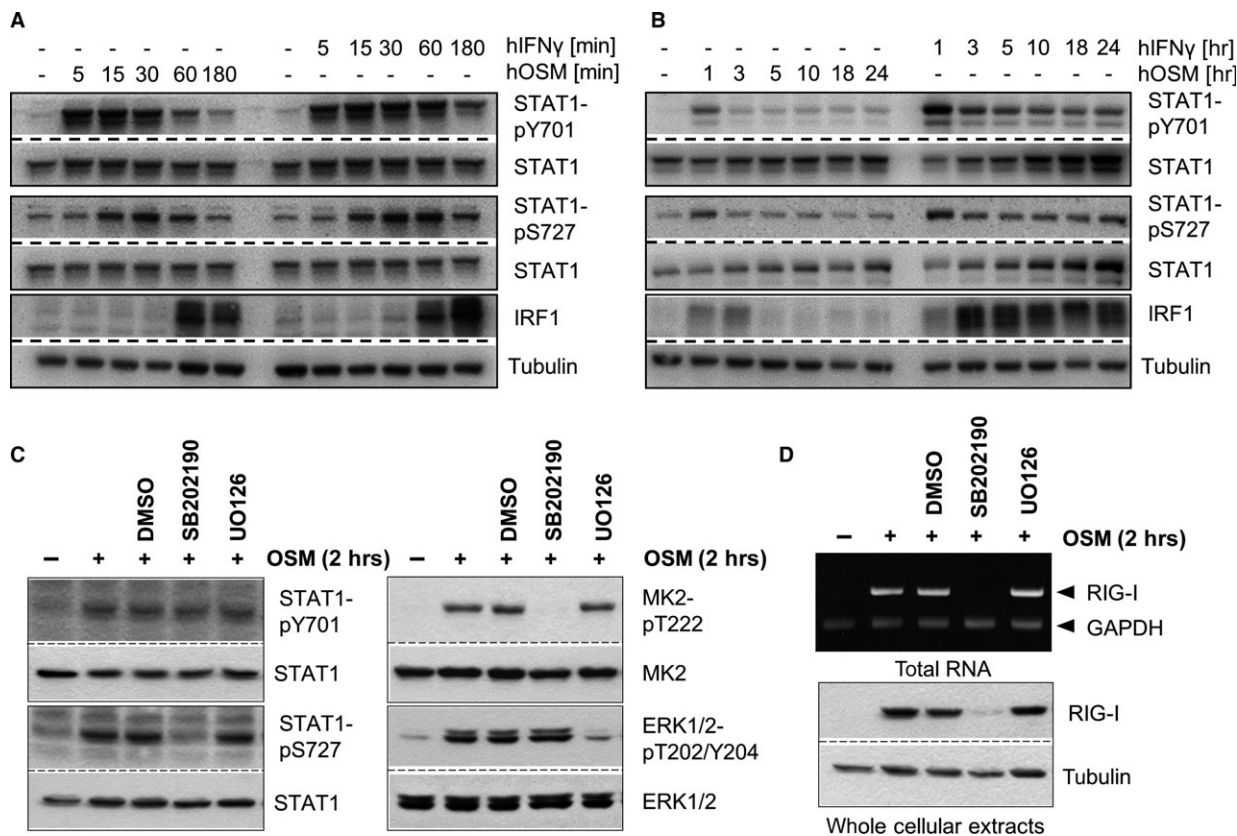 A
- - - - - - - 5 15 30 60 180 hIFNγ [min]
- 5 15 30 60 180 - - - - - - hOSM [min]
STAT1-
pY701
STAT1
STAT1-
pS727
STAT1
IRF1
Tubulin
B
- - - - - - - 1 3 5 10 18 24 hIFNγ [hr]
- 1 3 5 10 18 24 - - - - - - hOSM [hr]
STAT1-
pY701
STAT1
STAT1-
pS727
STAT1
IRF1
Tubulin
C
DMSO
SB202190
UO126
– + + + + OSM (2 hrs)
STAT1-
pY701
STAT1
STAT1-
pS727
STAT1
DMSO
SB202190
UO126
– + + + + OSM (2 hrs)
MK2-
pT222
MK2
ERK1/2-
pT202/Y204
ERK1/2
D
DMSO
SB202190
UO126
– + + + + OSM (2 hrs)
RIG-I
GAPDH
Total RNA
RIG-I
Tubulin
Whole cellular extracts